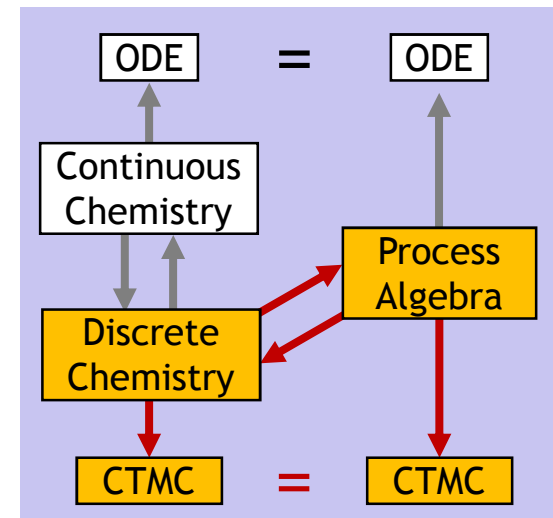 ODE = ODE
Continuous
Chemistry
Process
Algebra
Discrete
Chemistry
CTMC = CTMC